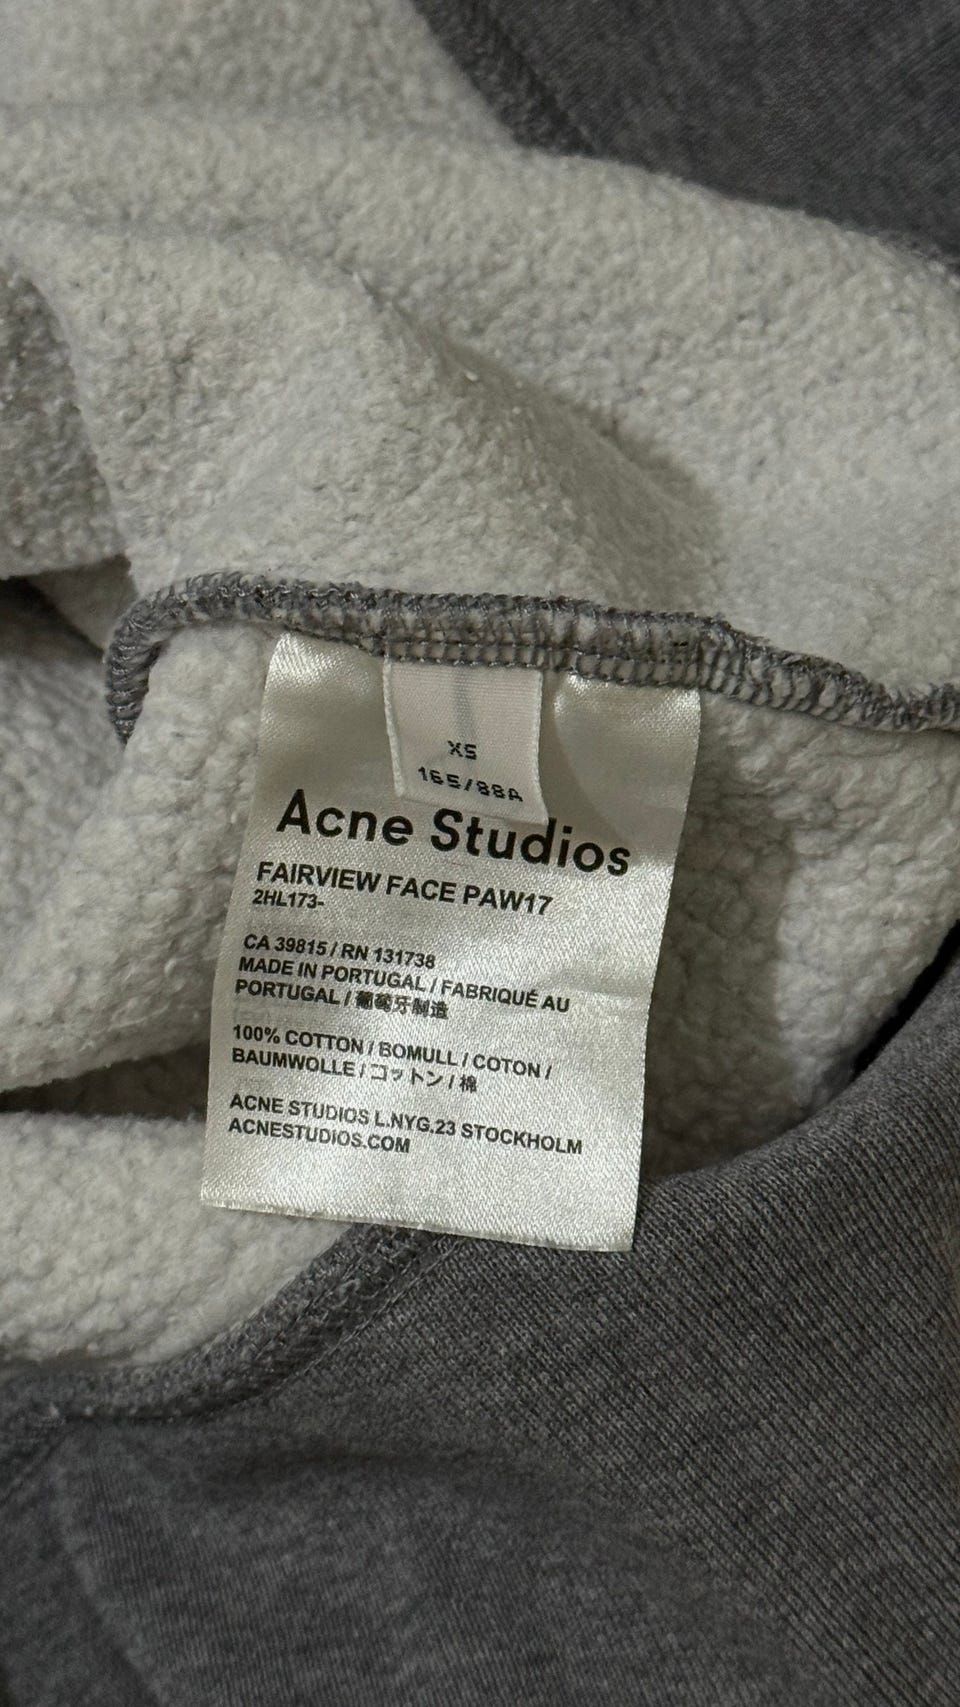 XS
165/88A
Acne Studios
FAIRVIEW FACE PAW17
2HL173-
CA 39815 / RN 131738
MADE IN PORTUGAL / FABRIQUÉ AU
PORTUGAL / 葡萄牙制造
100% COTTON / BOMULL / COTON /
BAUMWOLLE / コットン / 棉
ACNE STUDIOS L.NYG.23 STOCKHOLM
ACNESTUDIOS.COM